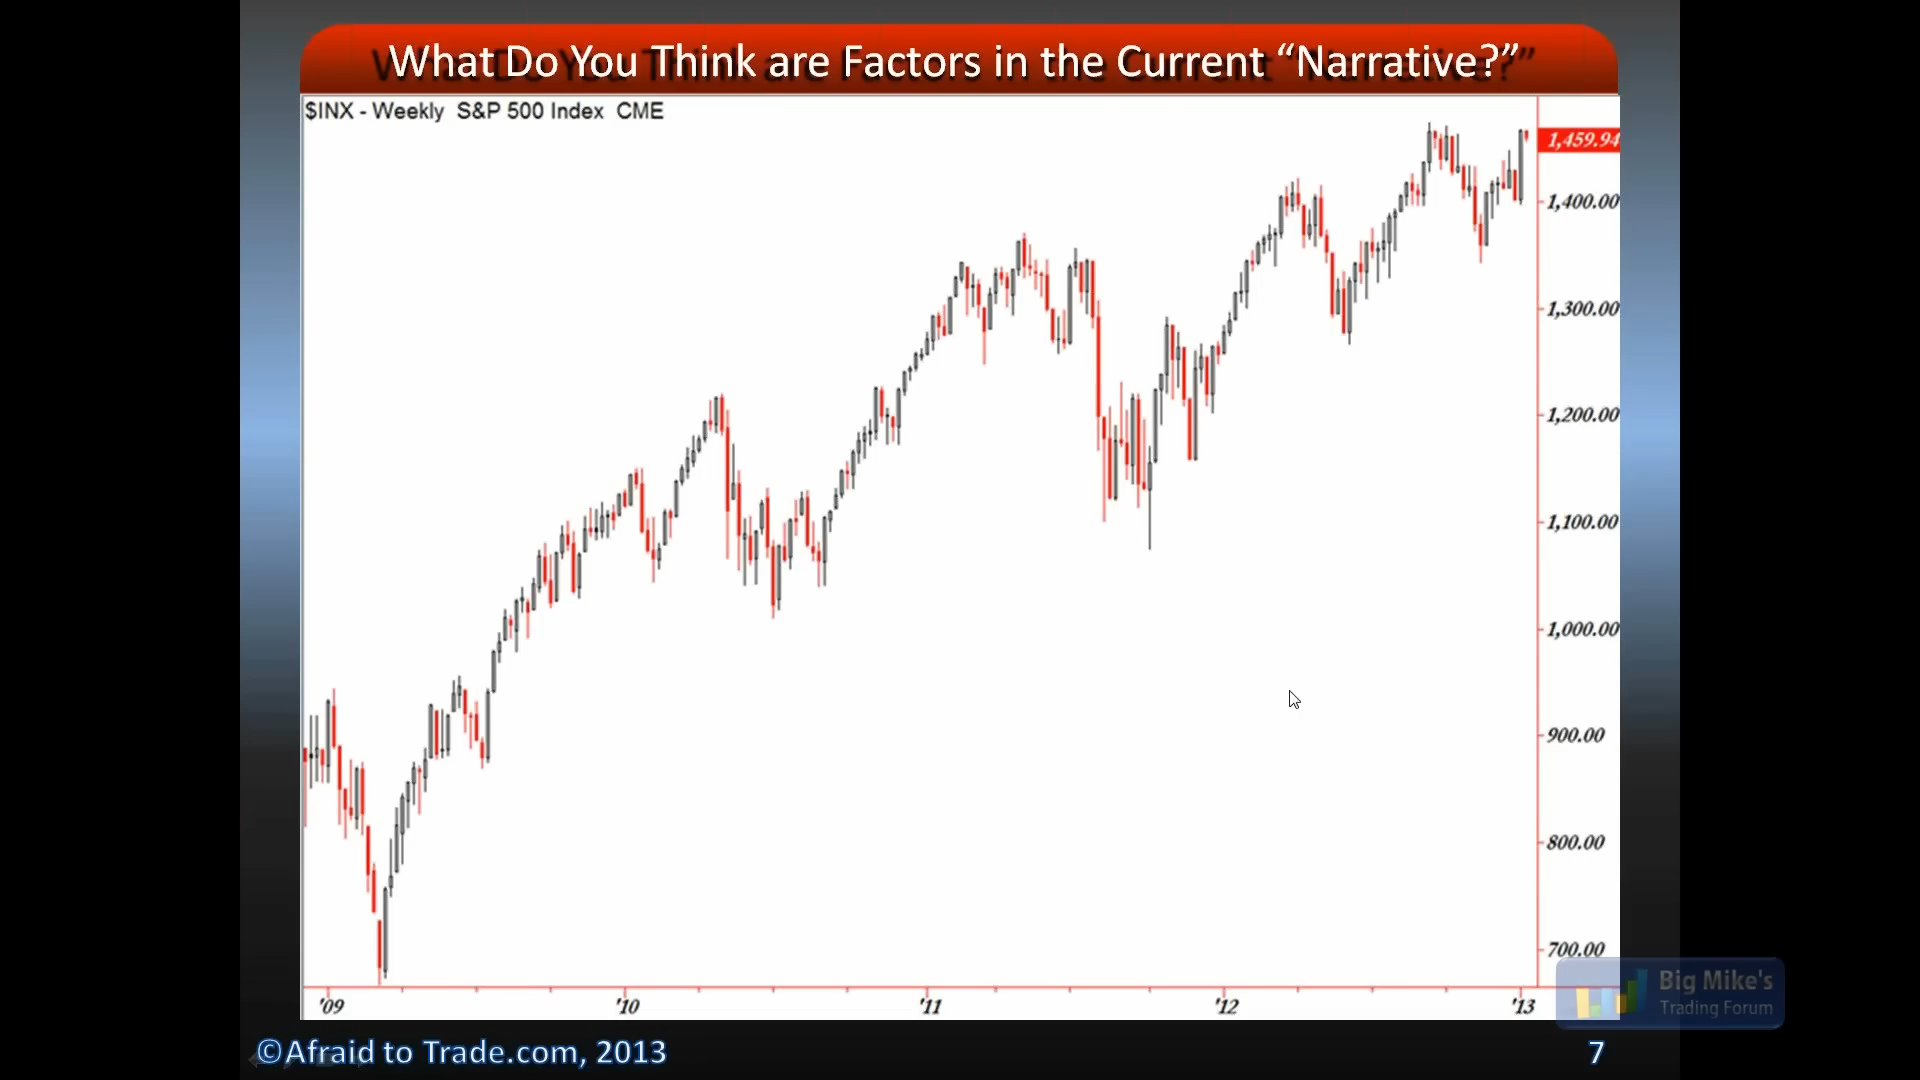 What Do You Think are Factors in the Current “Narrative?”
$INX - Weekly S&P 500 Index CME
1,459.94
1,400.00
1,300.00
1,200.00
1,100.00
1,000.00
900.00
800.00
700.00
'09 '10 '11 '12 '13
Big Mike's
Trading Forum
©Afraid to Trade.com, 2013
7